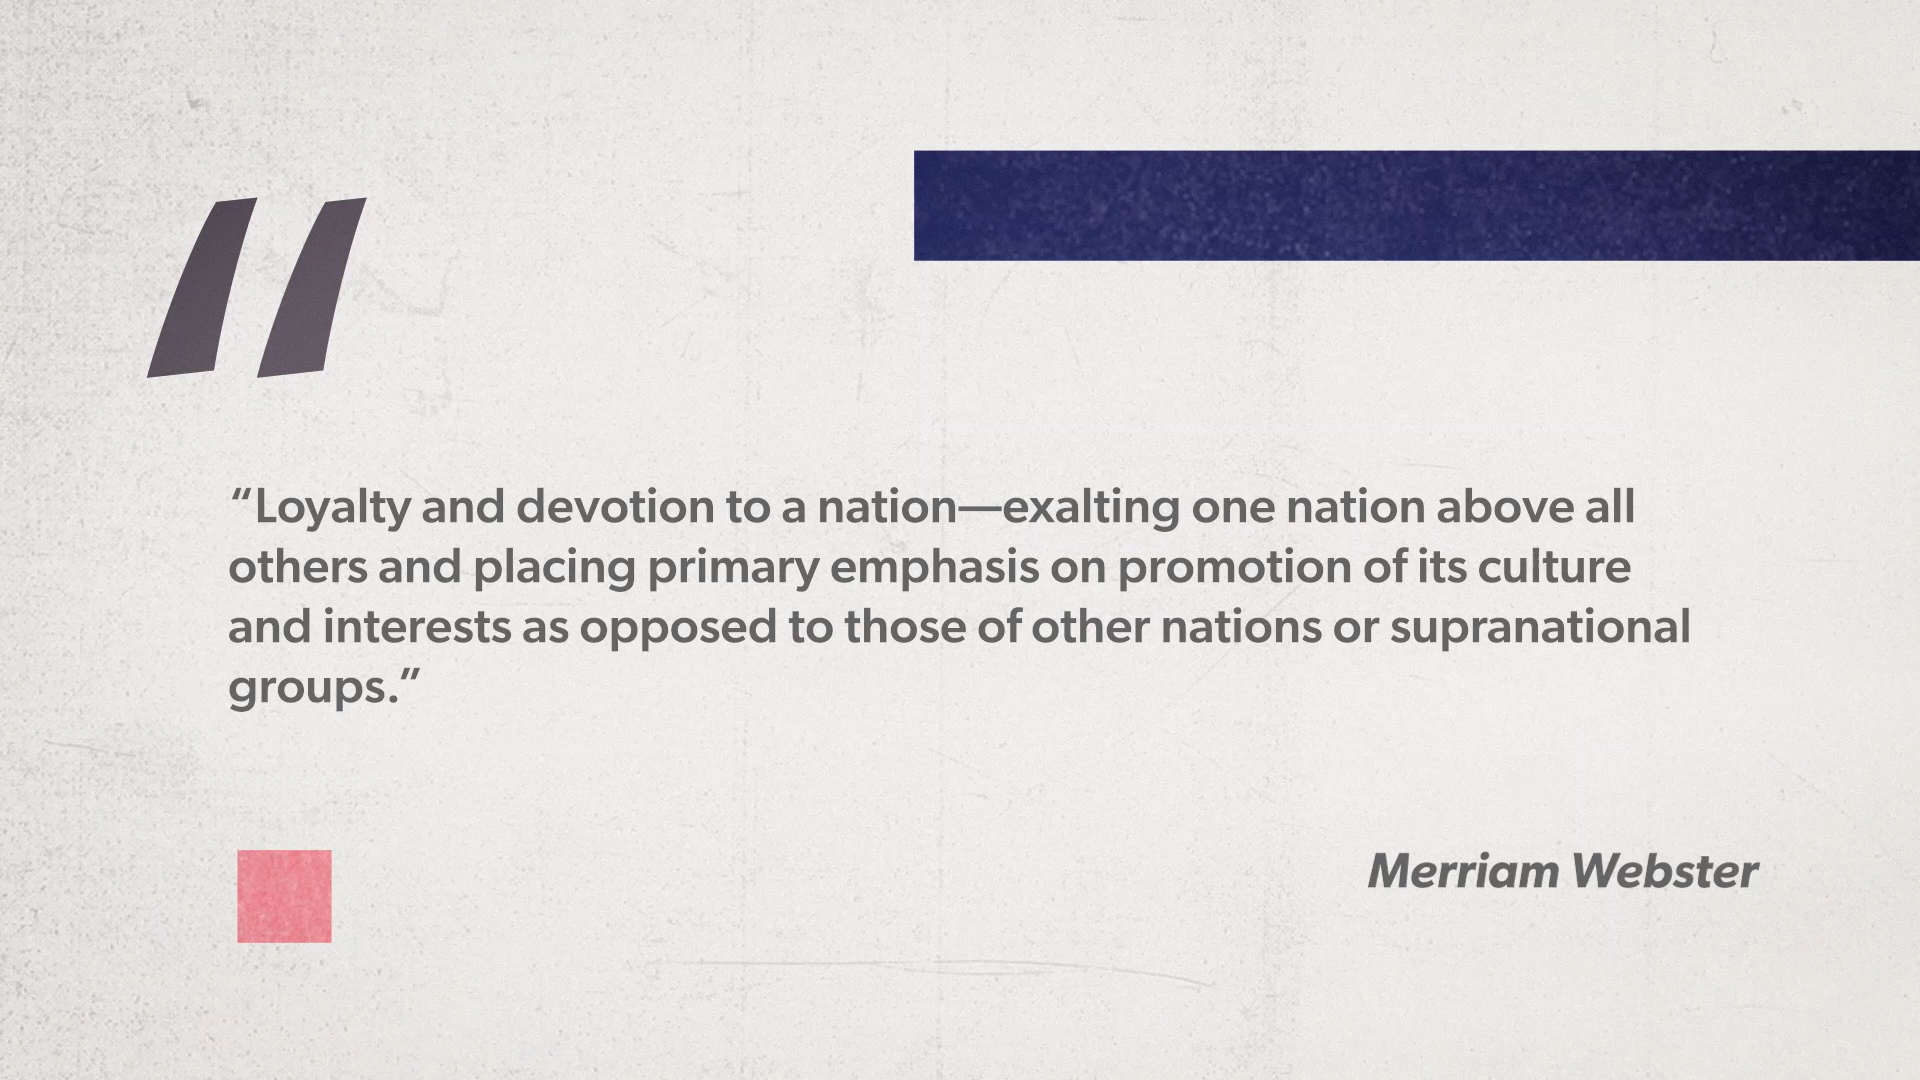 “Loyalty and devotion to a nation—exalting one nation above all
others and placing primary emphasis on promotion of its culture
and interests as opposed to those of other nations or supranational
groups.”
Merriam Webster